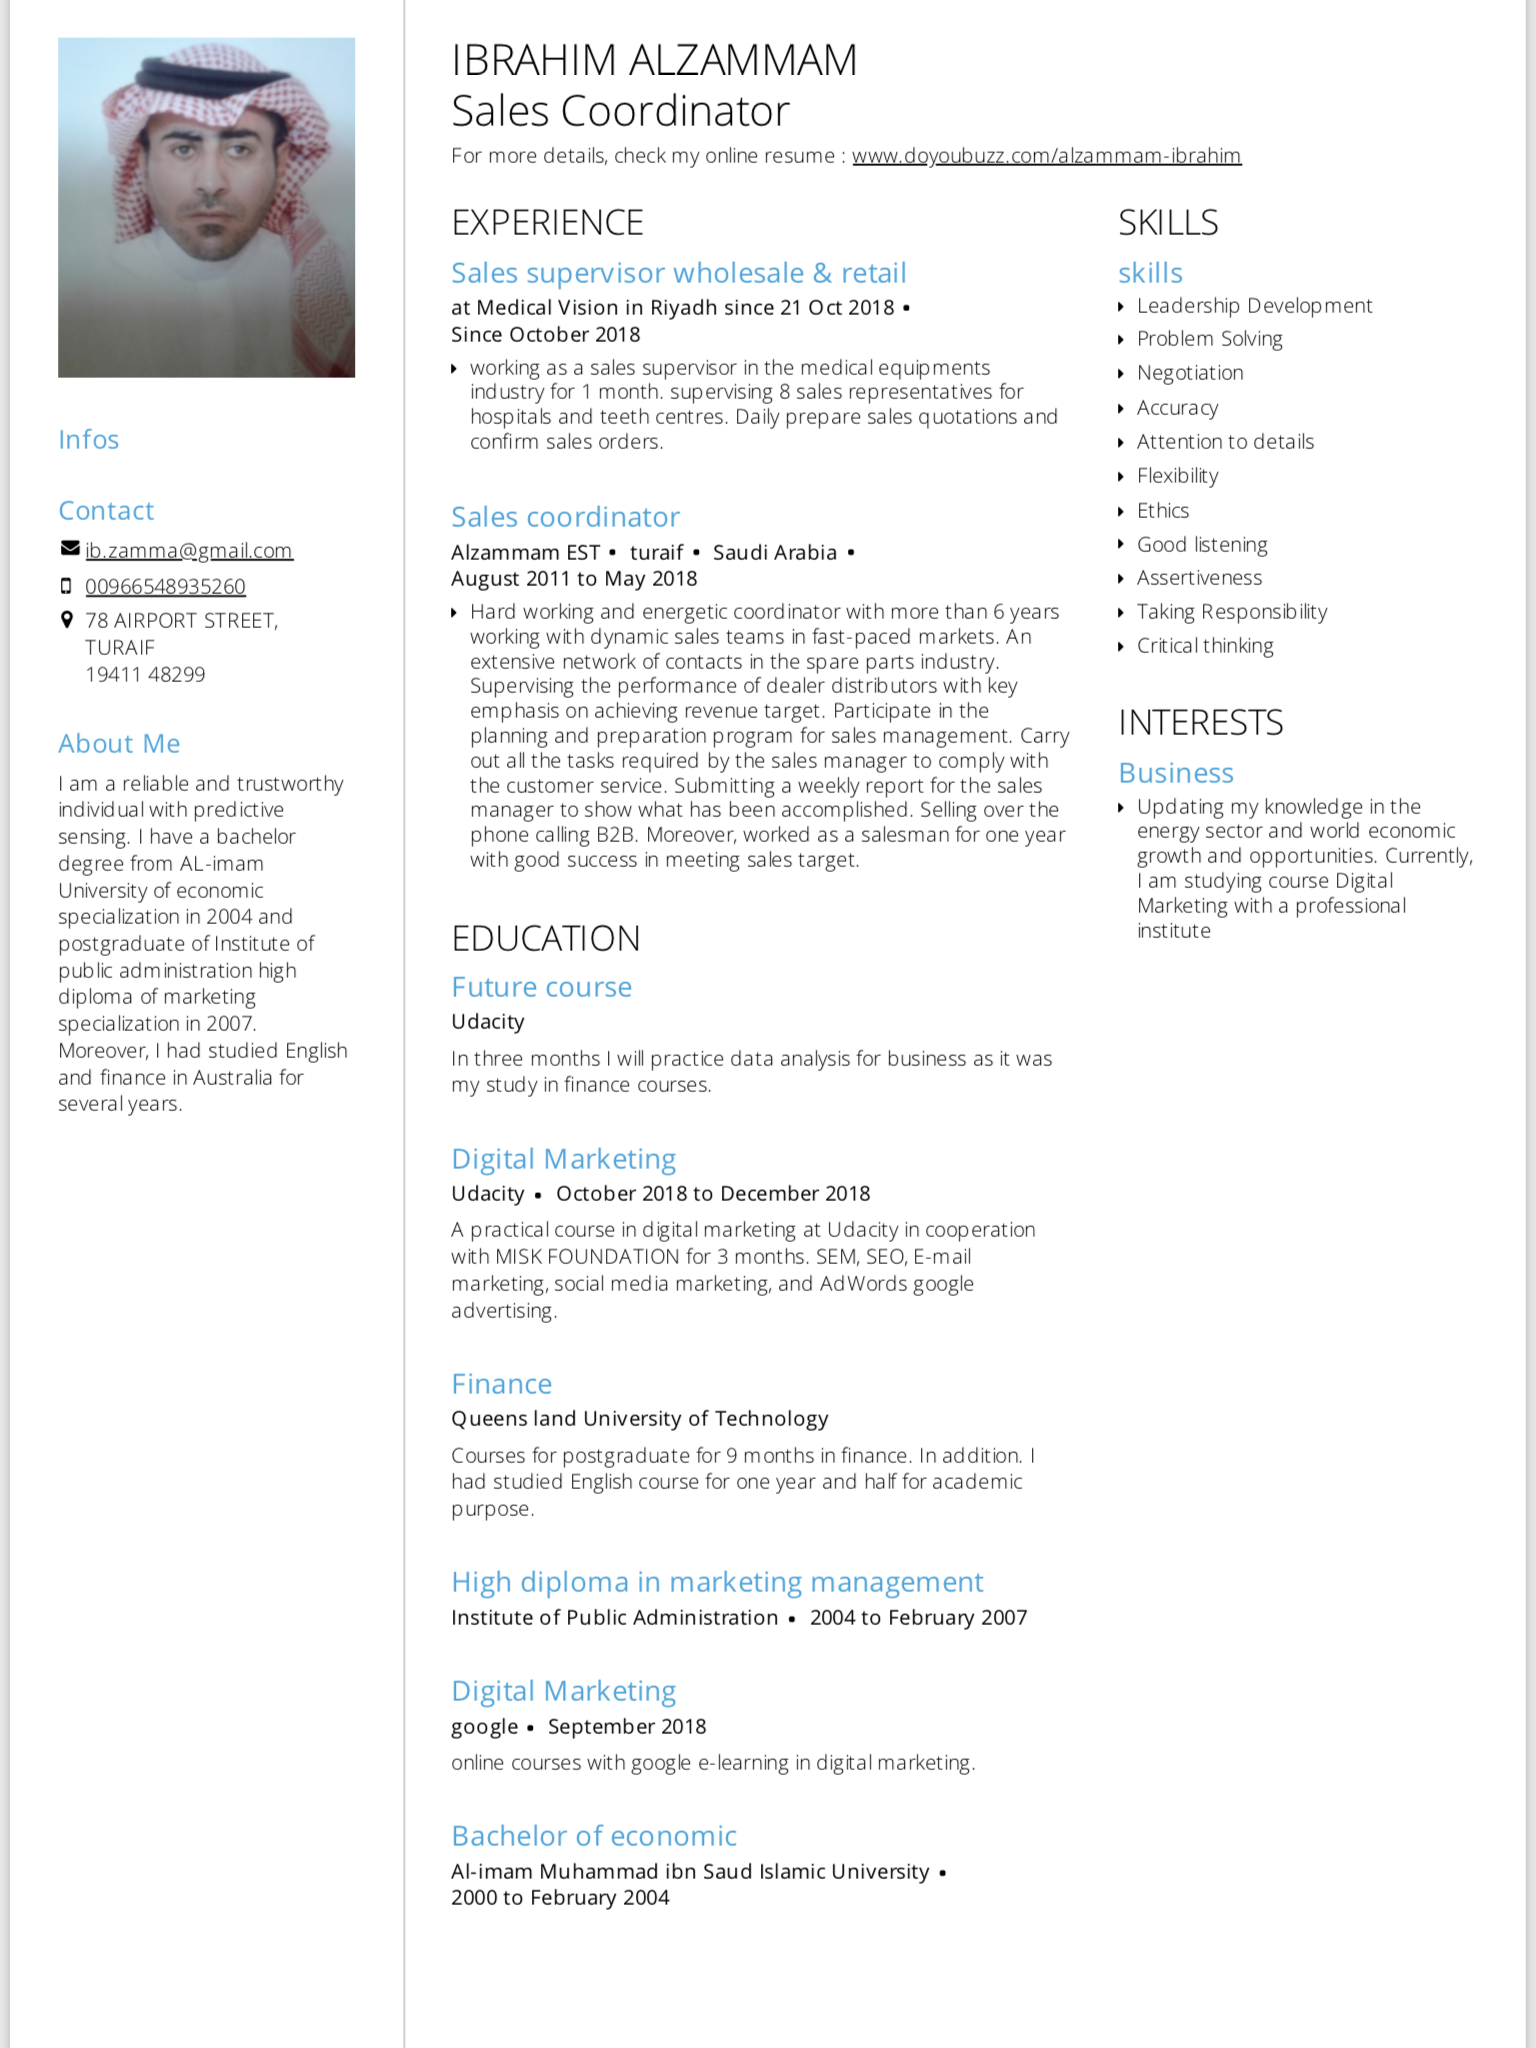 IBRAHIM ALZAMMAM
Sales Coordinator
For more details, check my online resume : www.doyoubuzz.com/alzammam-ibrahim
Infos
Contact
ib.zamma@gmail.com
00966548935260
78 AIRPORT STREET,
TURAIF
19411 48299
About Me
I am a reliable and trustworthy
individual with predictive
sensing. I have a bachelor
degree from AL-imam
University of economic
specialization in 2004 and
postgraduate of Institute of
public administration high
diploma of marketing
specialization in 2007.
Moreover, I had studied English
and finance in Australia for
several years.
EXPERIENCE
Sales supervisor wholesale & retail
at Medical Vision in Riyadh since 21 Oct 2018 •
Since October 2018
working as a sales supervisor in the medical equipments
industry for 1 month. supervising 8 sales representatives for
hospitals and teeth centres. Daily prepare sales quotations and
confirm sales orders.
Sales coordinator
Alzammam EST • turaif • Saudi Arabia •
August 2011 to May 2018
Hard working and energetic coordinator with more than 6 years
working with dynamic sales teams in fast-paced markets. An
extensive network of contacts in the spare parts industry.
Supervising the performance of dealer distributors with key
emphasis on achieving revenue target. Participate in the
planning and preparation program for sales management. Carry
out all the tasks required by the sales manager to comply with
the customer service. Submitting a weekly report for the sales
manager to show what has been accomplished. Selling over the
phone calling B2B. Moreover, worked as a salesman for one year
with good success in meeting sales target.
EDUCATION
Future course
Udacity
In three months I will practice data analysis for business as it was
my study in finance courses.
Digital Marketing
Udacity • October 2018 to December 2018
A practical course in digital marketing at Udacity in cooperation
with MISK FOUNDATION for 3 months. SEM, SEO, E-mail
marketing, social media marketing, and AdWords google
advertising.
Finance
Queens land University of Technology
Courses for postgraduate for 9 months in finance. In addition. I
had studied English course for one year and half for academic
purpose.
High diploma in marketing management
Institute of Public Administration • 2004 to February 2007
Digital Marketing
google • September 2018
online courses with google e-learning in digital marketing.
Bachelor of economic
Al-imam Muhammad ibn Saud Islamic University •
2000 to February 2004
SKILLS
skills
Leadership Development
Problem Solving
Negotiation
Accuracy
Attention to details
Flexibility
Ethics
Good listening
Assertiveness
Taking Responsibility
Critical thinking
INTERESTS
Business
Updating my knowledge in the
energy sector and world economic
growth and opportunities. Currently,
I am studying course Digital
Marketing with a professional
institute